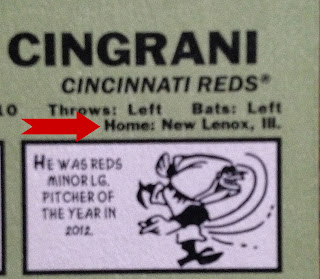 CINGRANI
CINCINNATI REDS®
10 Throws: Left Bats: Left
Home: New Lenox, Ill.
HE WAS REDS
MINOR LG.
PITCHER OF
THE YEAR IN
2012.